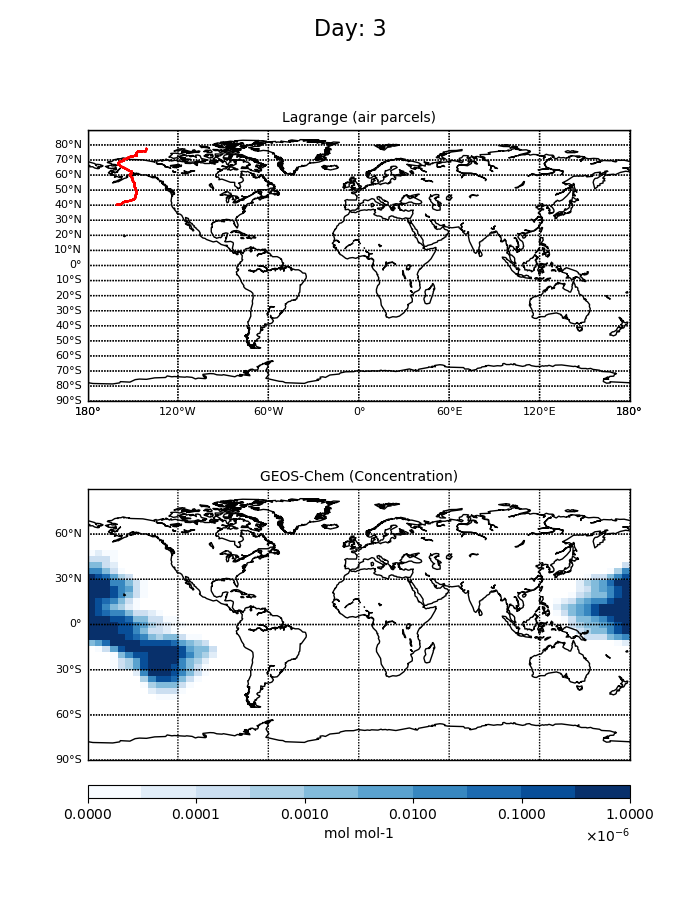 Day: 3
Lagrange (air parcels)
80°N
70°N
60°N
50°N
40°N
30°N
20°N
10°N
0°
10°S
20°S
30°S
40°S
50°S
60°S
70°S
80°S
90°S
180° 120°W 60°W 0° 60°E 120°E 180°
GEOS-Chem (Concentration)
60°N
30°N
0°
30°S
60°S
90°S
0.0000 0.0001 0.0010 0.0100 0.1000 1.0000
mol mol-1 ×10⁻⁶